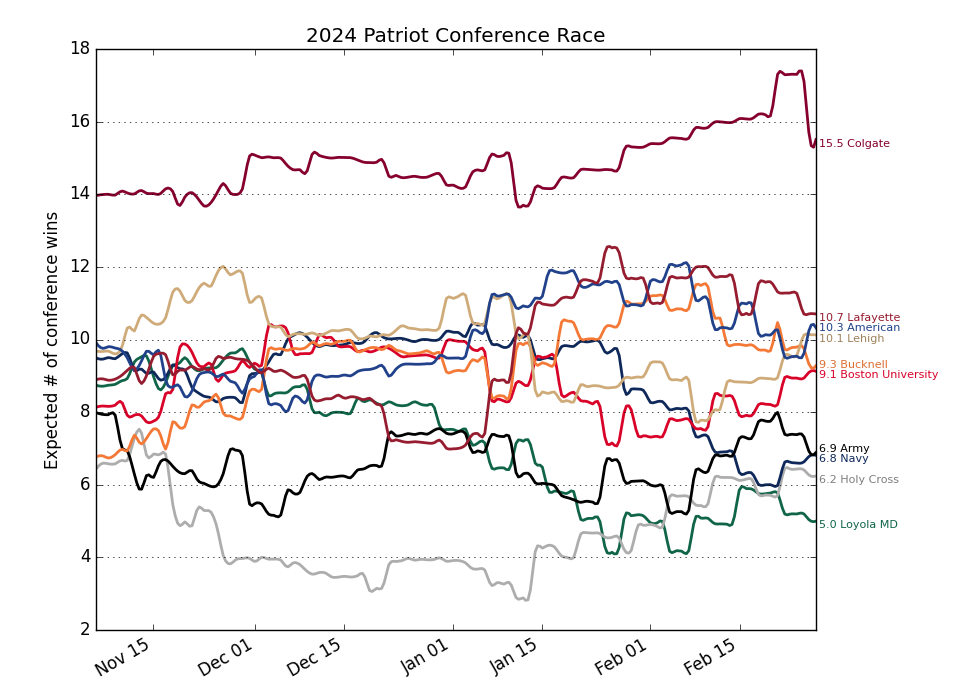 2024 Patriot Conference Race
Expected # of conference wins
18
16
14
12
10
8
6
4
2
Nov 15
Dec 01
Dec 15
Jan 01
Jan 15
Feb 01
Feb 15
15.5 Colgate
10.7 Lafayette
10.3 American
10.1 Lehigh
9.3 Bucknell
9.1 Boston University
6.9 Army
6.8 Navy
6.2 Holy Cross
5.0 Loyola MD